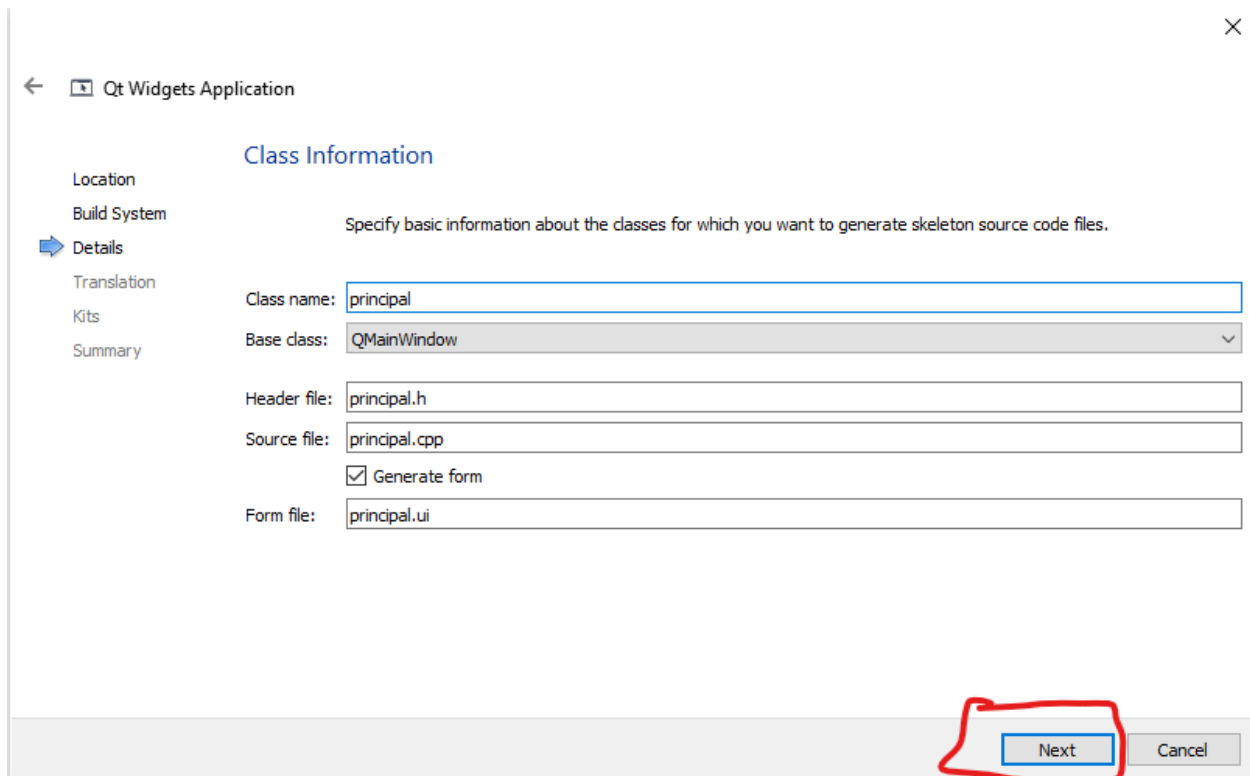 Qt Widgets Application
Class Information
Location
Build System
Details
Translation
Kits
Summary
Specify basic information about the classes for which you want to generate skeleton source code files.
Class name: principal
Base class: QMainWindow
Header file: principal.h
Source file: principal.cpp
Generate form
Form file: principal.ui
Next Cancel